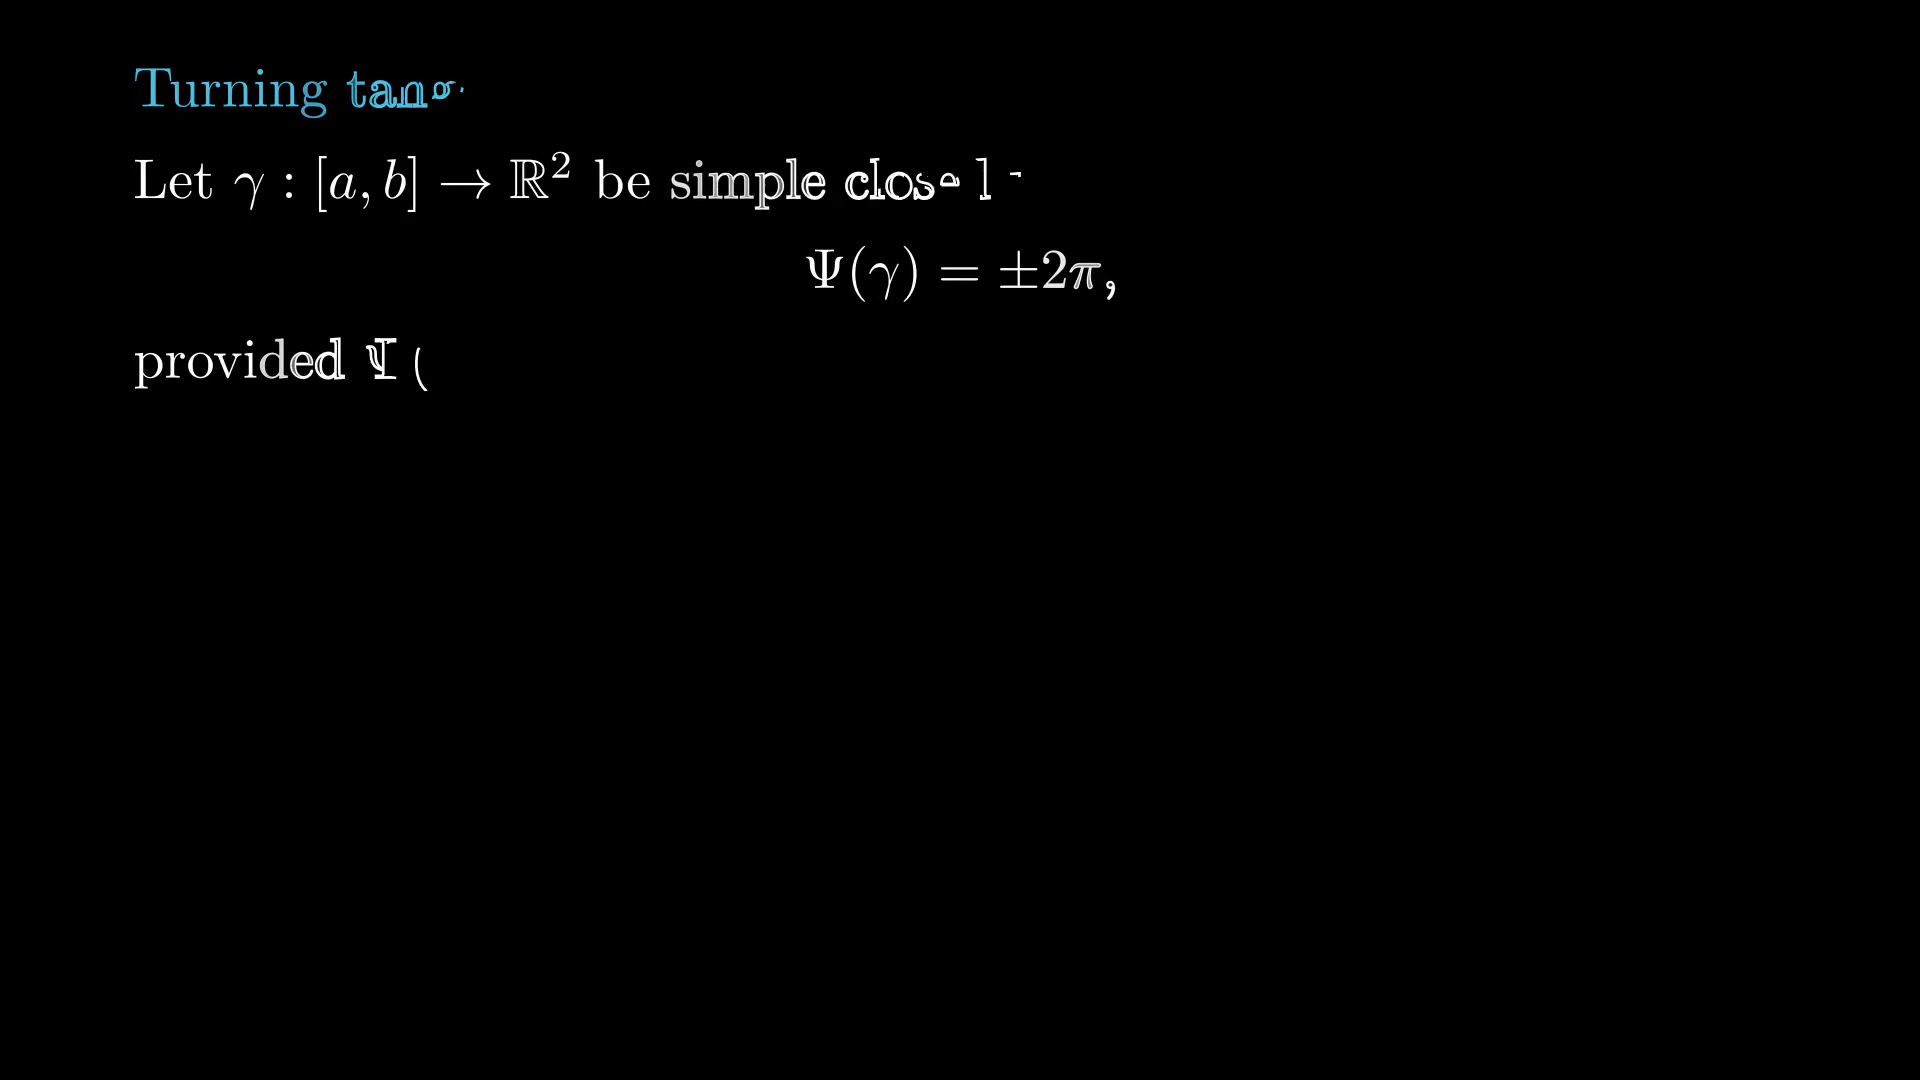 Turning tang
Let γ : [a, b] → ℝ² be simple closed
Ψ(γ) = ±2π,
provided Ψ(